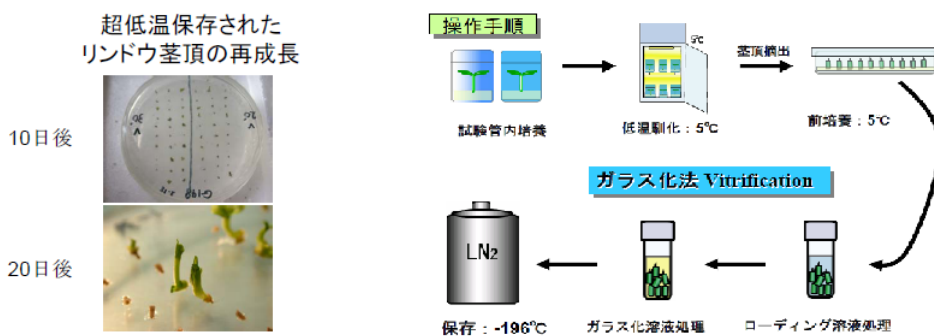 超低温保存された
リンドウ茎頂の再成長
10日後
20日後
操作手順
試験管内培養
5℃
低温馴化：5℃
茎頂摘出
前培養：5℃
ガラス化法 Vitrification
LN₂
保存：-196℃
ガラス化溶液処理
ローディング溶液処理